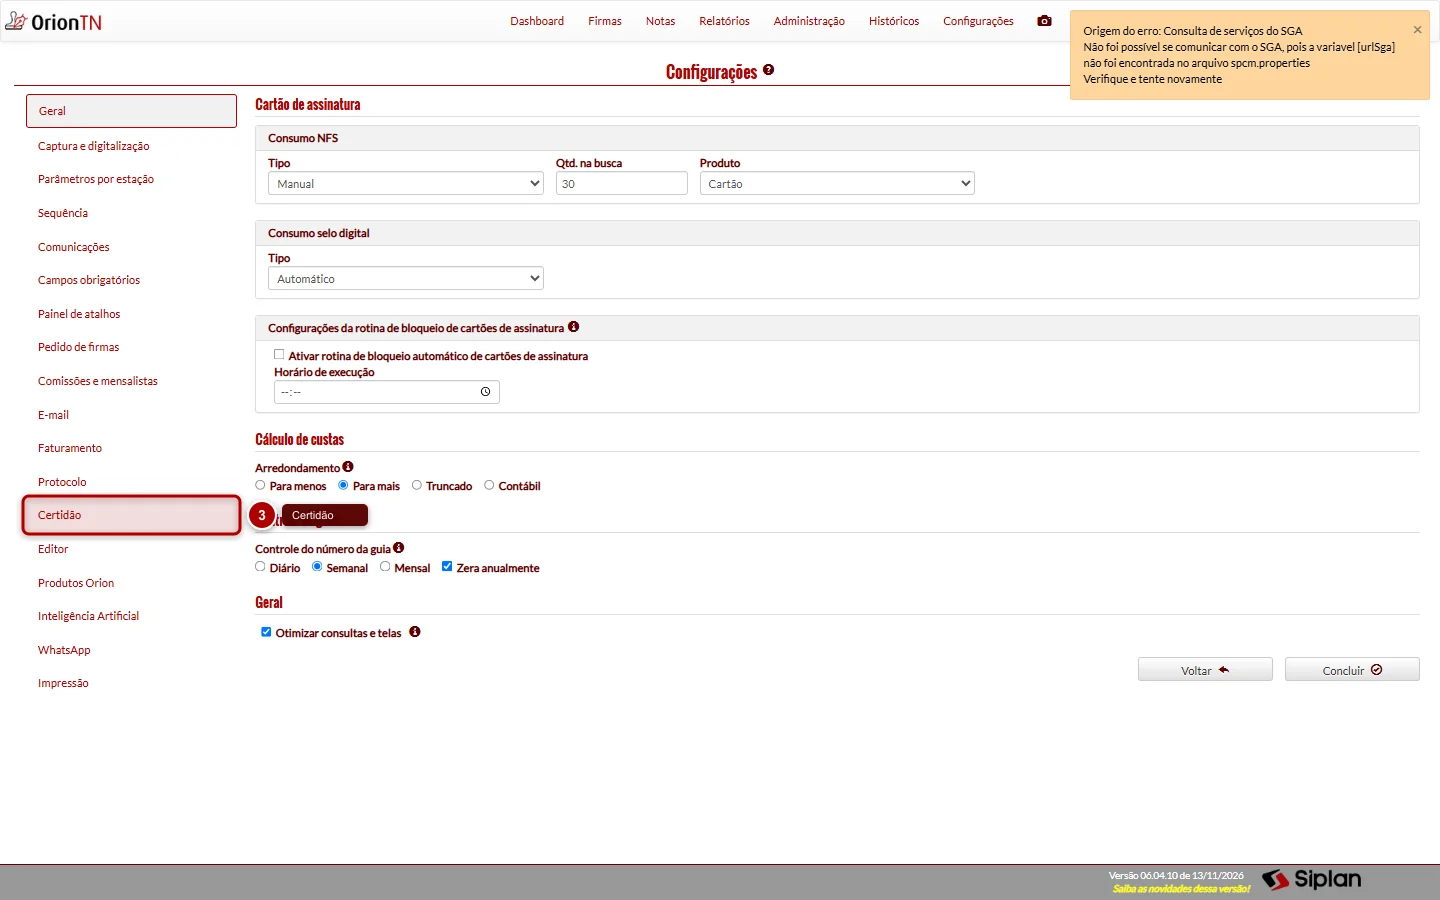 OrionTN
Dashboard
Firmas
Notas
Relatórios
Administração
Históricos
Configurações
Origem do erro: Consulta de serviços do SGA
Não foi possível se comunicar com o SGA, pois a variavel [urlSga]
não foi encontrada no arquivo spcm.properties
Verifique e tente novamente
×
Configurações
Geral
Captura e digitalização
Parâmetros por estação
Sequência
Comunicações
Campos obrigatórios
Painel de atalhos
Pedido de firmas
Comissões e mensalistas
E-mail
Faturamento
Protocolo
Certidão
Editor
Produtos Orion
Inteligência Artificial
WhatsApp
Impressão
Cartão de assinatura
Consumo NFS
Tipo
Qtd. na busca
Produto
Manual
30
Cartão
Consumo selo digital
Tipo
Automático
Configurações da rotina de bloqueio de cartões de assinatura
Ativar rotina de bloqueio automático de cartões de assinatura
Horário de execução
--:--
Cálculo de custas
Arredondamento
Para menos
Para mais
Truncado
Contábil
3
Certidão
Controle do número da guia
Diário
Semanal
Mensal
Zera anualmente
Geral
Otimizar consultas e telas
Voltar
Concluir
Versão 06.04.10 de 13/11/2026
Saiba as novidades dessa versão!
Siplan